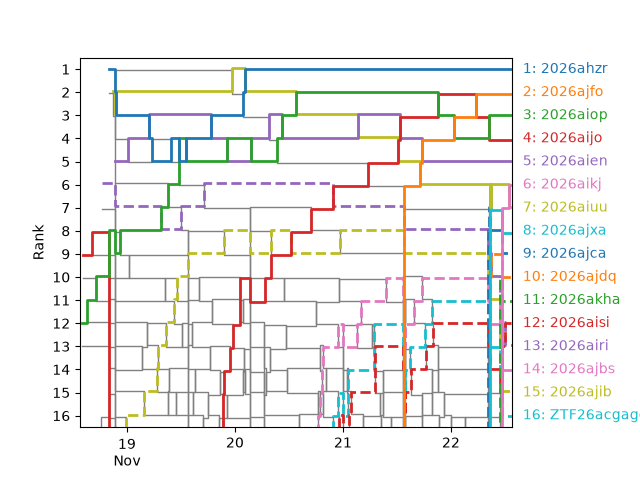 1
2
3
4
5
6
7
8
9
10
11
12
13
14
15
16
Rank
19
20
21
22
Nov
1: 2026ahzr
2: 2026ajfo
3: 2026aiop
4: 2026aijo
5: 2026aien
6: 2026aikj
7: 2026aiuu
8: 2026ajxa
9: 2026ajca
10: 2026ajdq
11: 2026akha
12: 2026aisi
13: 2026airi
14: 2026ajbs
15: 2026ajib
16: ZTF26acgag